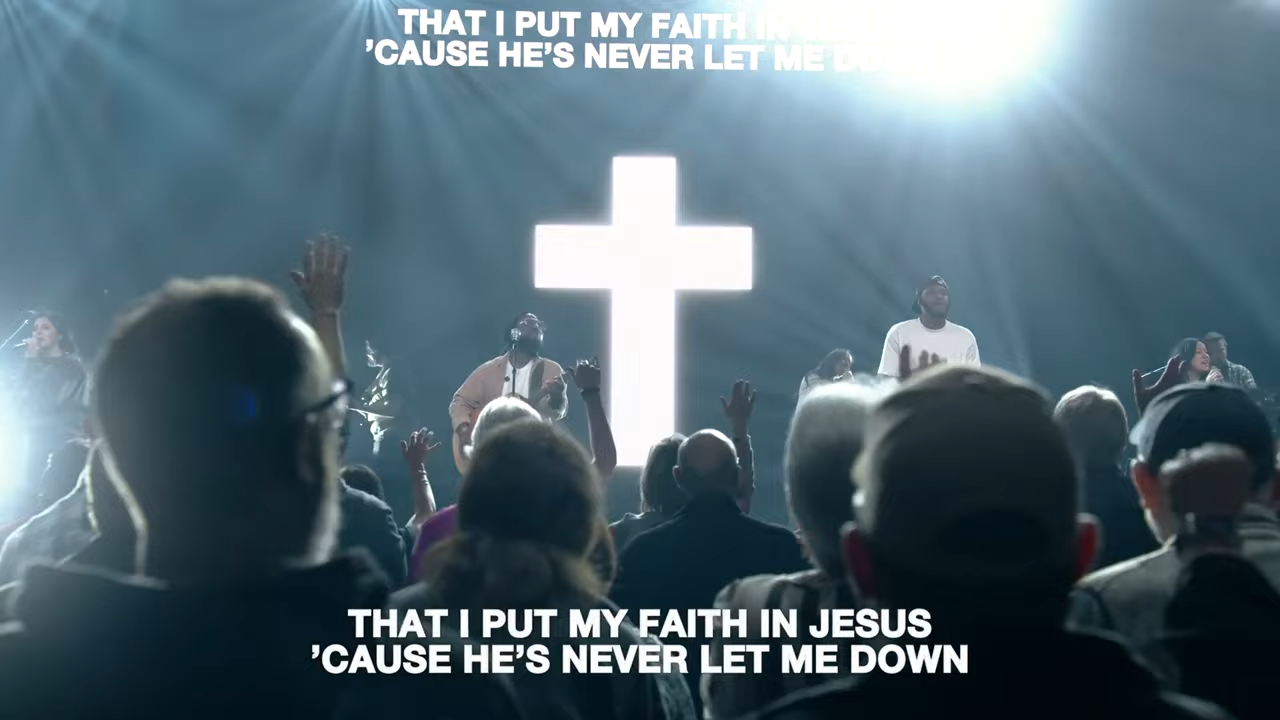 THAT I PUT MY FAITH IN
'CAUSE HE'S NEVER LET ME
THAT I PUT MY FAITH IN JESUS
'CAUSE HE'S NEVER LET ME DOWN